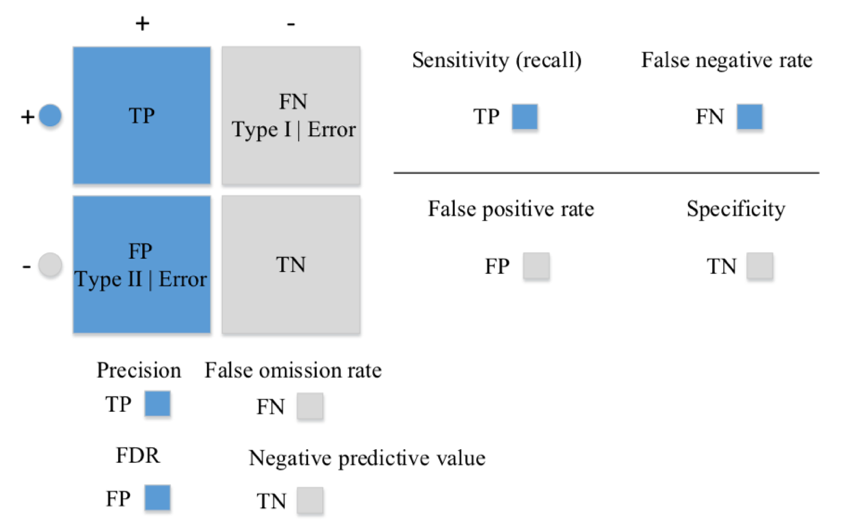 + -
Sensitivity (recall) False negative rate
+ TP FN
Type I | Error
TP FN
False positive rate Specificity
- FP
Type II | Error TN
FP TN
Precision False omission rate
TP FN
FDR Negative predictive value
FP TN